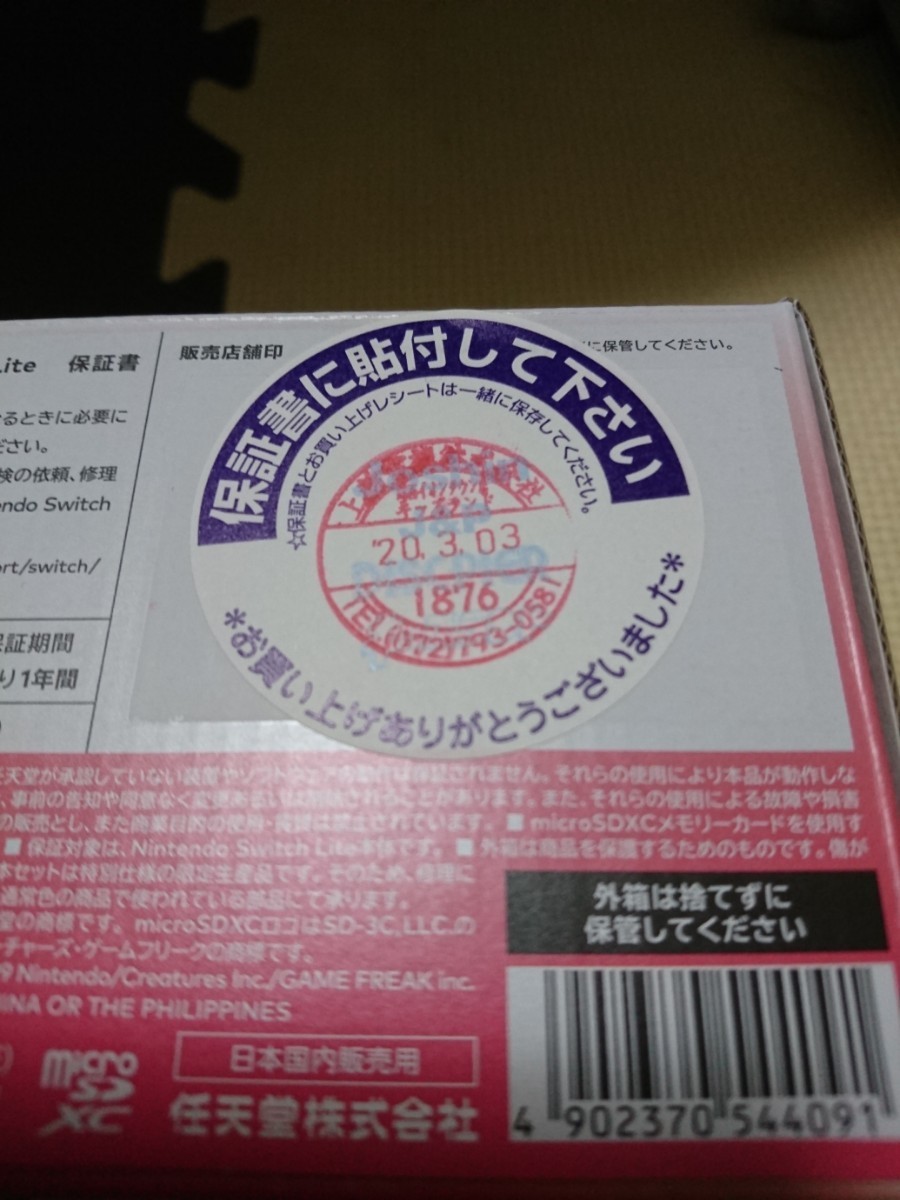 Lite 保証書
販売店舗印
に保管してください。
るときに必要に
ださい。
検の依頼、修理
endo Switch
ort/switch/
保証期間
り1年間
保証書に貼付して下さい
☆保証書とお買い上げレシートは一緒に保存してください。
'20.3.03
1876
TEL(072)793-0581
*お買い上げありがとうございました*
任天堂が承認していない装置やソフトウェアの動作は保証されません。それらの使用により本品が動作しな
、事前の告知や同意なく変更あるいは削除されることがあります。また、それらの使用による故障や損害
の販売とし、また商業目的の使用・賃貸は禁止されています。■microSDXCメモリーカードを使用す
■保証対象は、Nintendo Switch Lite本体です。■外箱は商品を保護するためのものです。傷が
本セットは特別仕様の限定生産品です。そのため、修理に
通常色の商品で使われている部品にて承ります。
堂の商標です。microSDXCロゴはSD-3C,LLC.の
ーチャーズ・ゲームフリークの商標です。
9 Nintendo/Creatures Inc./GAME FREAK inc.
HINA OR THE PHILIPPINES
外箱は捨てずに
保管してください
micro
SD
XC
日本国内販売用
任天堂株式会社
4 902370 544091